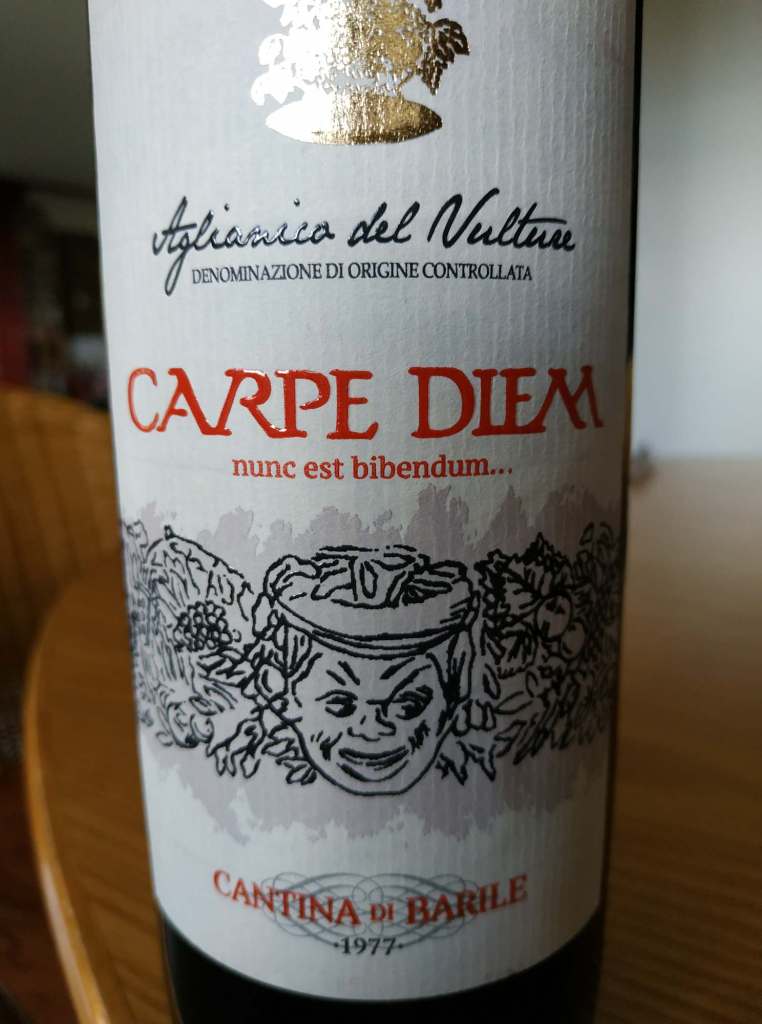 Aglianico del Vulture
DENOMINAZIONE DI ORIGINE CONTROLLATA
CARPE DIEM
nunc est bibendum...
CANTINA DI BARILE
·1977·